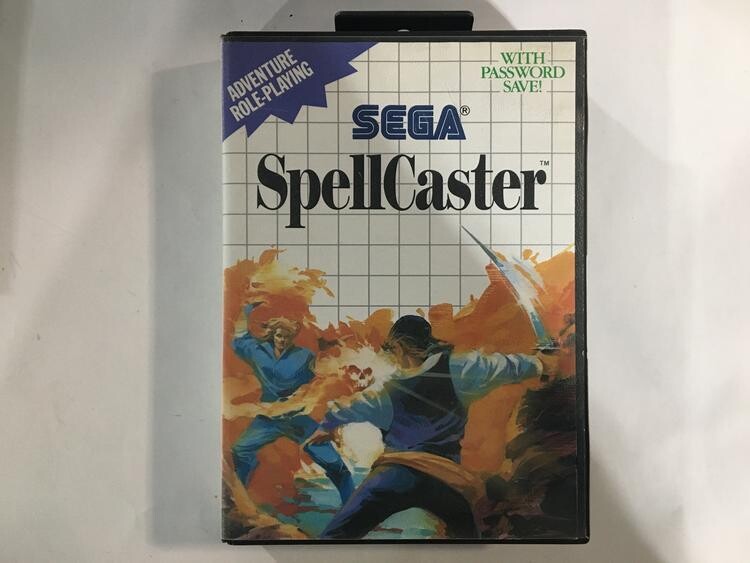 ADVENTURE
ROLE-PLAYING
WITH
PASSWORD
SAVE!
SEGA®
SpellCaster™